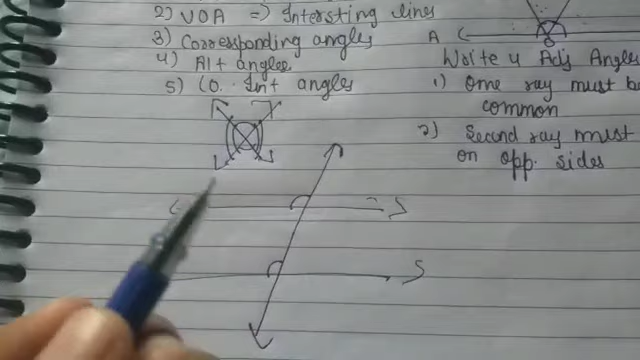 2) VOA => Intersting lines
3) Corresponding angles
4) Alt angles
5) CO. Int angles
A
O
Write 4 Adj Angles
1) One ray must be
common
2) Second ray must
on opp. sides